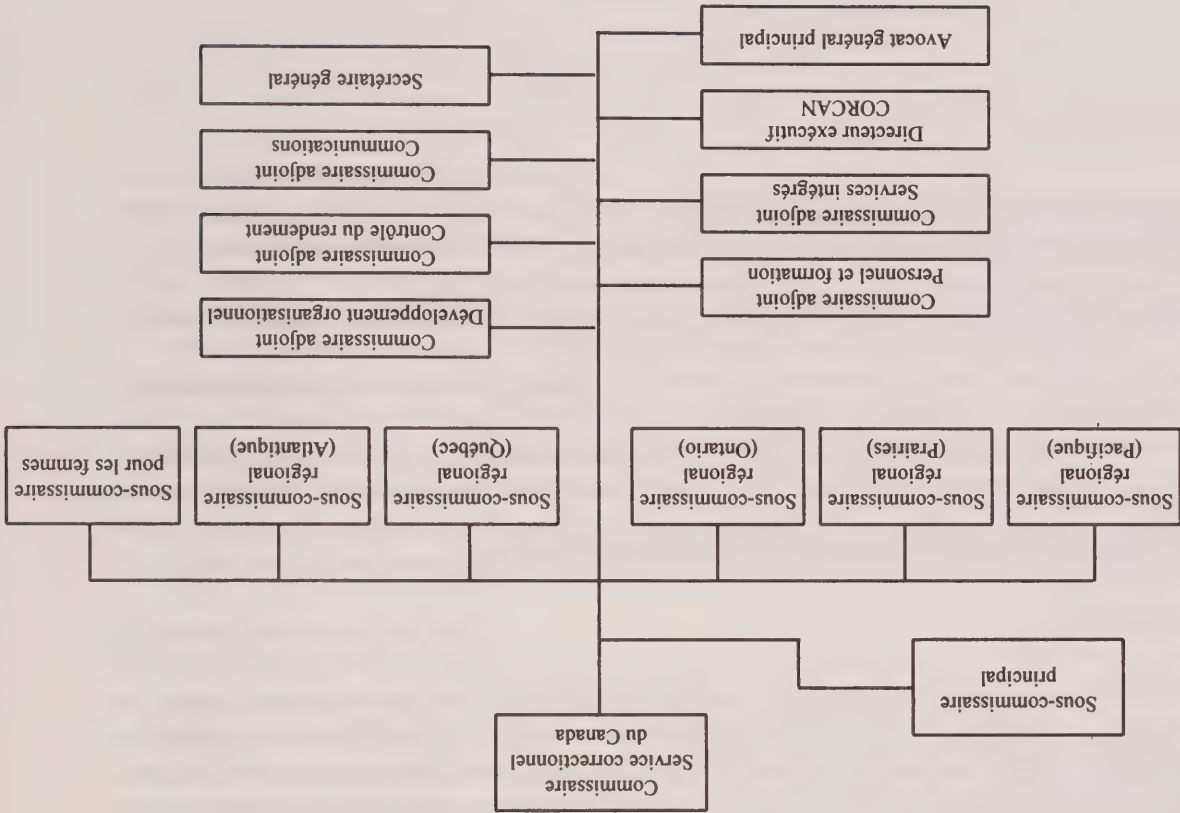 Commissaire
Service correctionnel
du Canada
Sous-commissaire
principal
Sous-commissaire
régional
(Pacifique)
Sous-commissaire
régional
(Prairies)
Sous-commissaire
régional
(Ontario)
Sous-commissaire
régional
(Québec)
Sous-commissaire
régional
(Atlantique)
Sous-commissaire
pour les femmes
Commissaire adjoint
Personnel et formation
Commissaire adjoint
Services intégrés
Directeur exécutif
CORCAN
Avocat général principal
Commissaire adjoint
Développement organisationnel
Commissaire adjoint
Contrôle du rendement
Commissaire adjoint
Communications
Secrétaire général